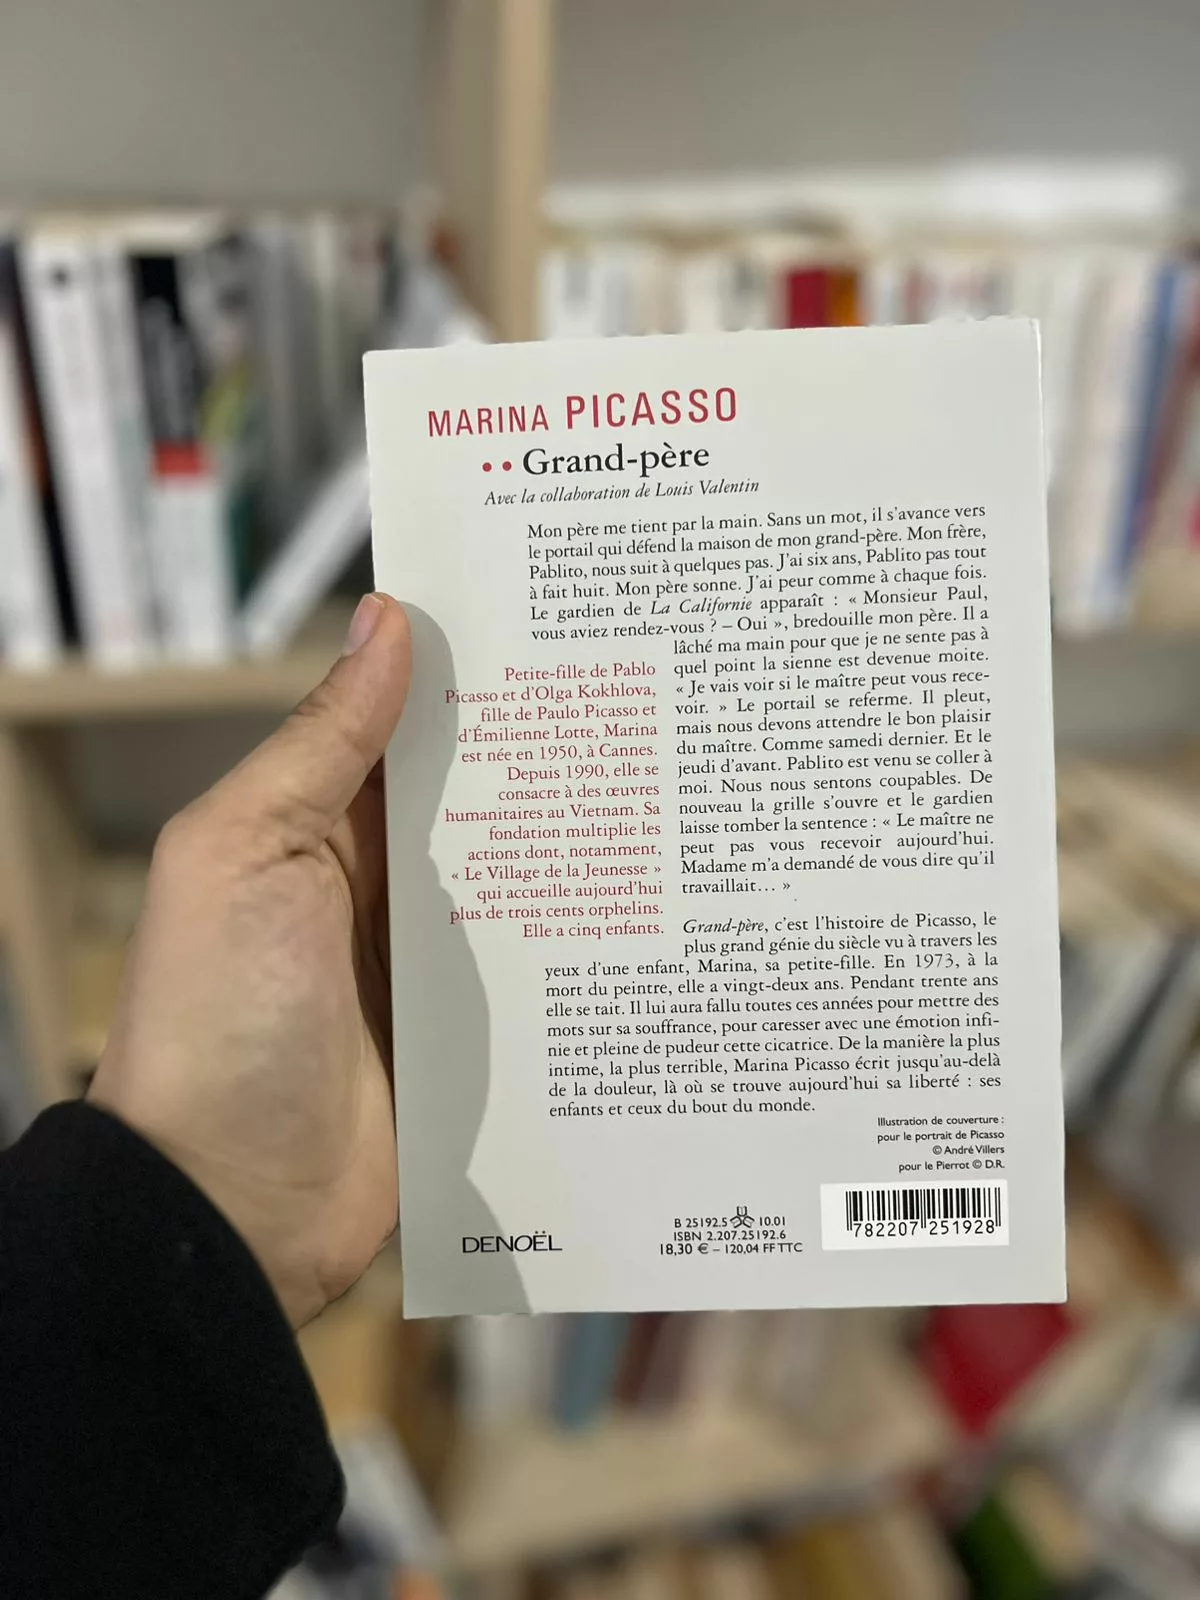 MARINA PICASSO
•• Grand-père
Avec la collaboration de Louis Valentin
Mon père me tient par la main. Sans un mot, il s'avance vers
le portail qui défend la maison de mon grand-père. Mon frère,
Pablito, nous suit à quelques pas. J'ai six ans, Pablito pas tout
à fait huit. Mon père sonne. J'ai peur comme à chaque fois.
Le gardien de La Californie apparaît : « Monsieur Paul,
vous aviez rendez-vous ? – Oui », bredouille mon père. Il a
lâché ma main pour que je ne sente pas à
quel point la sienne est devenue moite.
« Je vais voir si le maître peut vous rece-
voir. » Le portail se referme. Il pleut,
mais nous devons attendre le bon plaisir
du maître. Comme samedi dernier. Et le
jeudi d'avant. Pablito est venu se coller à
moi. Nous nous sentons coupables. De
nouveau la grille s'ouvre et le gardien
laisse tomber la sentence : « Le maître ne
peut pas vous recevoir aujourd'hui.
Madame m'a demandé de vous dire qu'il
travaillait… »
Petite-fille de Pablo
Picasso et d'Olga Kokhlova,
fille de Paulo Picasso et
d'Émilienne Lotte, Marina
est née en 1950, à Cannes.
Depuis 1990, elle se
consacre à des œuvres
humanitaires au Vietnam. Sa
fondation multiplie les
actions dont, notamment,
« Le Village de la Jeunesse »
qui accueille aujourd'hui
plus de trois cents orphelins.
Elle a cinq enfants.
Grand-père, c'est l'histoire de Picasso, le
plus grand génie du siècle vu à travers les
yeux d'une enfant, Marina, sa petite-fille. En 1973, à la
mort du peintre, elle a vingt-deux ans. Pendant trente ans
elle se tait. Il lui aura fallu toutes ces années pour mettre des
mots sur sa souffrance, pour caresser avec une émotion infi-
nie et pleine de pudeur cette cicatrice. De la manière la plus
intime, la plus terrible, Marina Picasso écrit jusqu'au-delà
de la douleur, là où se trouve aujourd'hui sa liberté : ses
enfants et ceux du bout du monde.
Illustration de couverture :
pour le portrait de Picasso
© André Villers
pour le Pierrot © D.R.
DENOËL
B 25192.5 10.01
ISBN 2.207.25192.6
18,30 € – 120,04 FF TTC
782207 251928